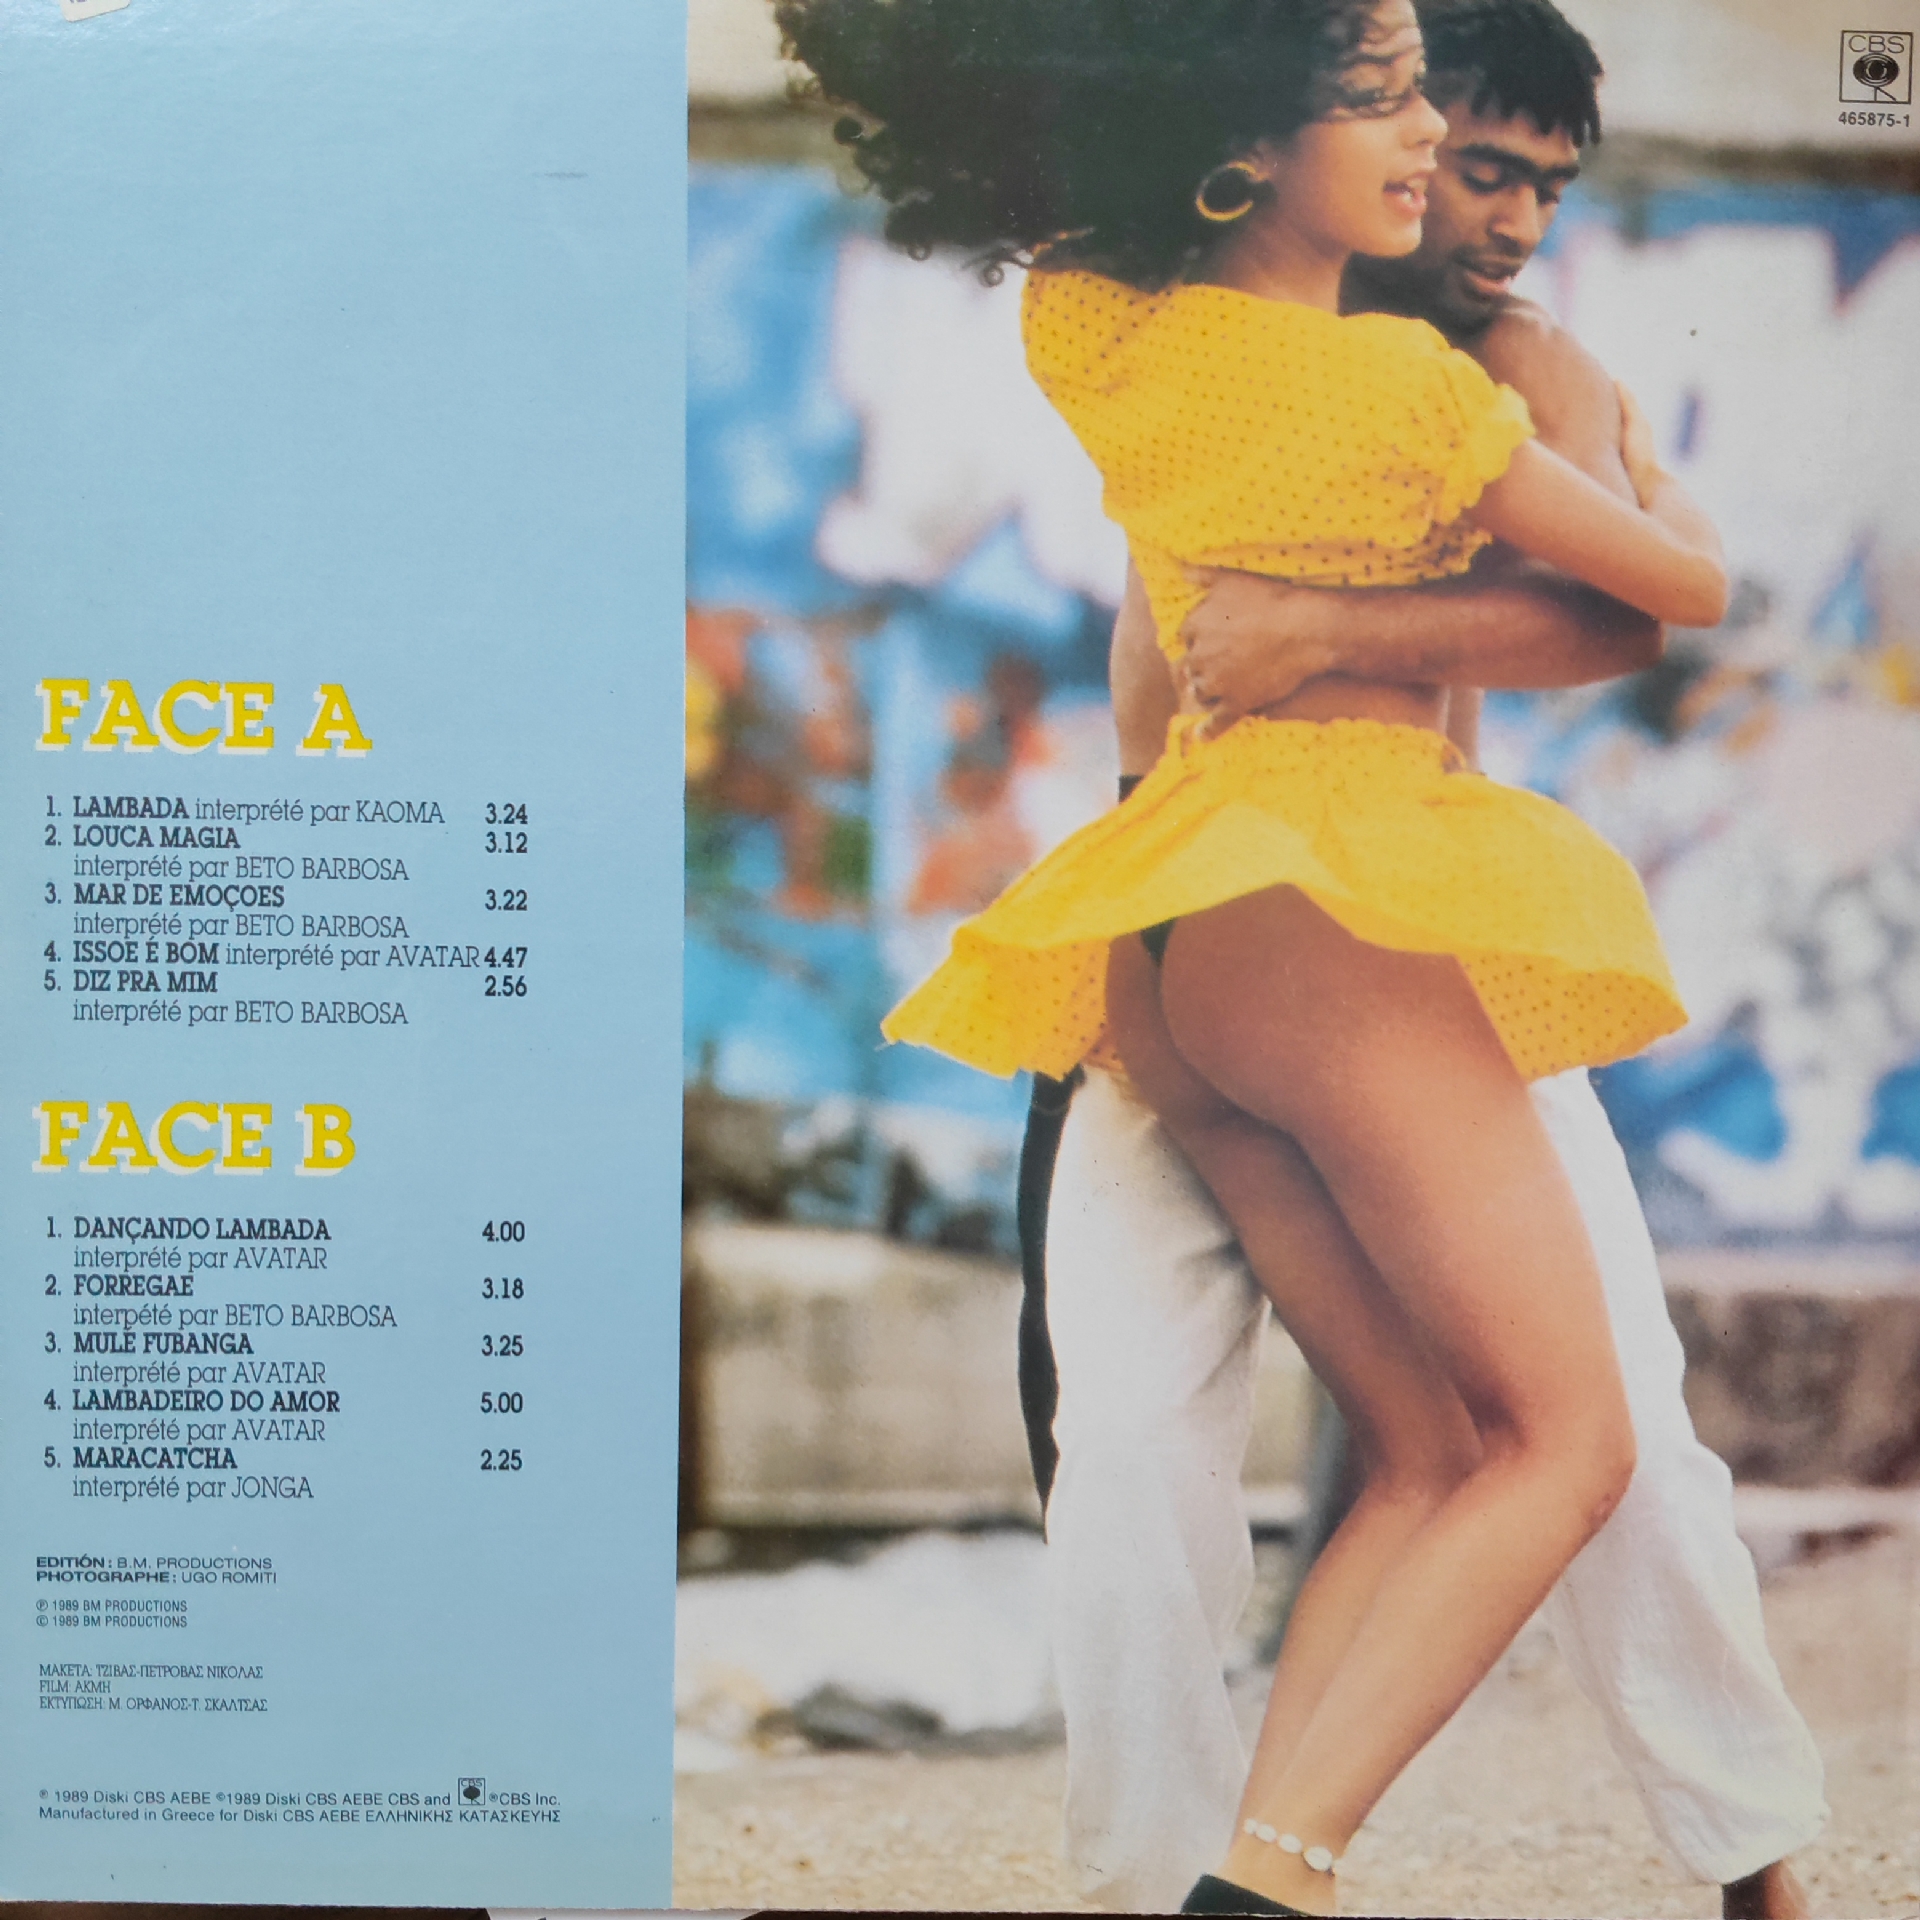 CBS
465875-1
FACE A
1. LAMBADA interprété par KAOMA 3.24
2. LOUCA MAGIA 3.12
interprété par BETO BARBOSA
3. MAR DE EMOÇOES 3.22
interprété par BETO BARBOSA
4. ISSOE É BOM interprété par AVATAR 4.47
5. DIZ PRA MIM 2.56
interprété par BETO BARBOSA
FACE B
1. DANÇANDO LAMBADA 4.00
interprété par AVATAR
2. FORREGAE 3.18
interpété par BETO BARBOSA
3. MULÉ FUBANGA 3.25
interprété par AVATAR
4. LAMBADEIRO DO AMOR 5.00
interprété par AVATAR
5. MARACATCHA 2.25
interprété par JONGA
EDITIÓN: B.M. PRODUCTIONS
PHOTOGRAPHE: UGO ROMITI
℗ 1989 BM PRODUCTIONS
© 1989 BM PRODUCTIONS
ΜΑΚΕΤΑ: ΤΖΙΒΑΣ-ΠΕΤΡΟΒΑΣ ΝΙΚΟΛΑΣ
FILM: ΑΚΜΗ
ΕΚΤΥΠΩΣΗ: Μ. ΟΡΦΑΝΟΣ-Τ. ΣΚΑΛΤΣΑΣ
℗ 1989 Diski CBS AEBE ©1989 Diski CBS AEBE CBS and CBS ®CBS Inc.
Manufactured in Greece for Diski CBS AEBE ΕΛΛΗΝΙΚΗΣ ΚΑΤΑΣΚΕΥΗΣ